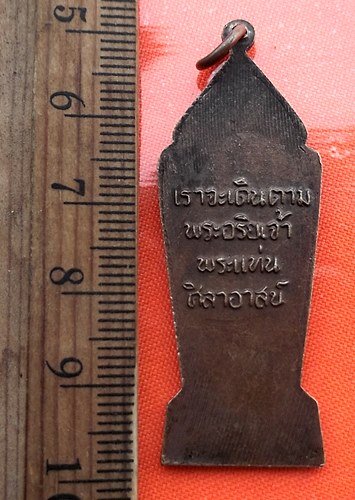 5
6
7
8
9
10
เราจะเดินตาม
พระอริยเจ้า
พระแท่น
ศิลาอาสน์